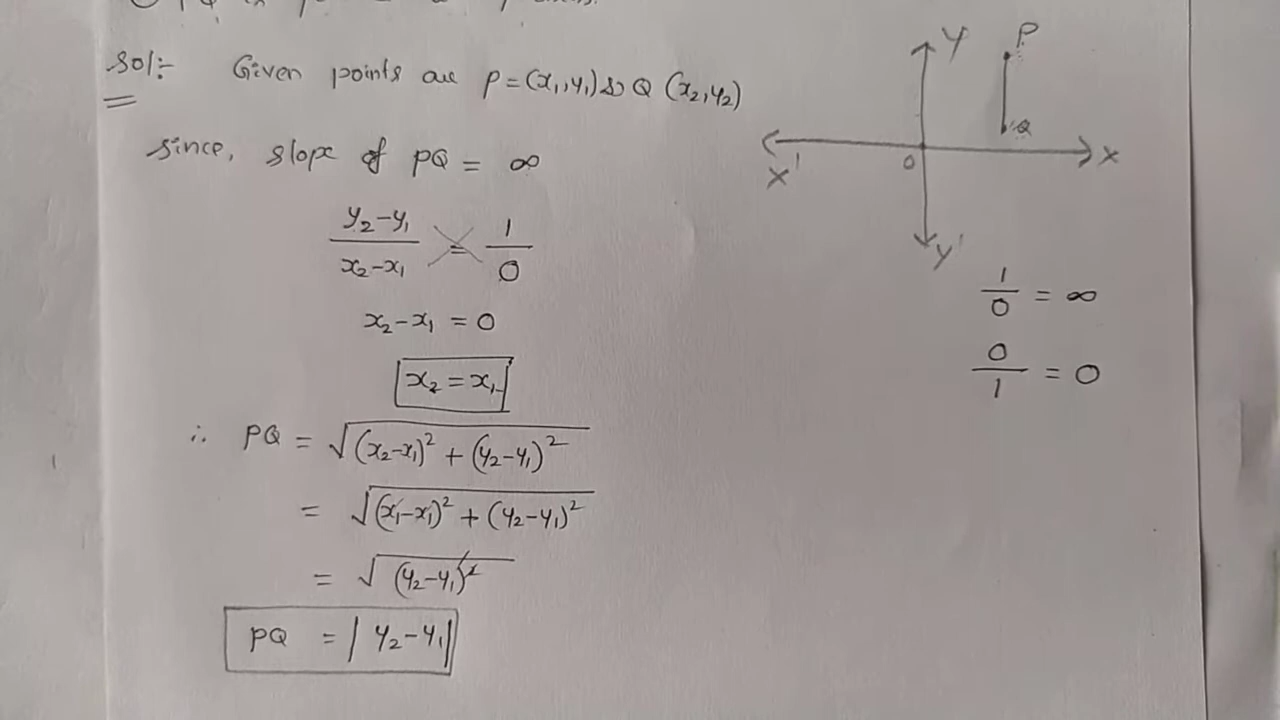 Sol:- Given points are P=(x₁,y₁) & Q (x₂,y₂)
since, slope of PQ = ∞
(y₂-y₁)/(x₂-x₁) = 1/0
x₂-x₁ = 0
x₂ = x₁
∴ PQ = √((x₂-x₁)² + (y₂-y₁)²)
= √((x₁-x₁)² + (y₂-y₁)²)
= √((y₂-y₁)²)
PQ = |y₂-y₁|
Y
P
Q
X'
O
X
Y'
1/0 = ∞
0/1 = 0